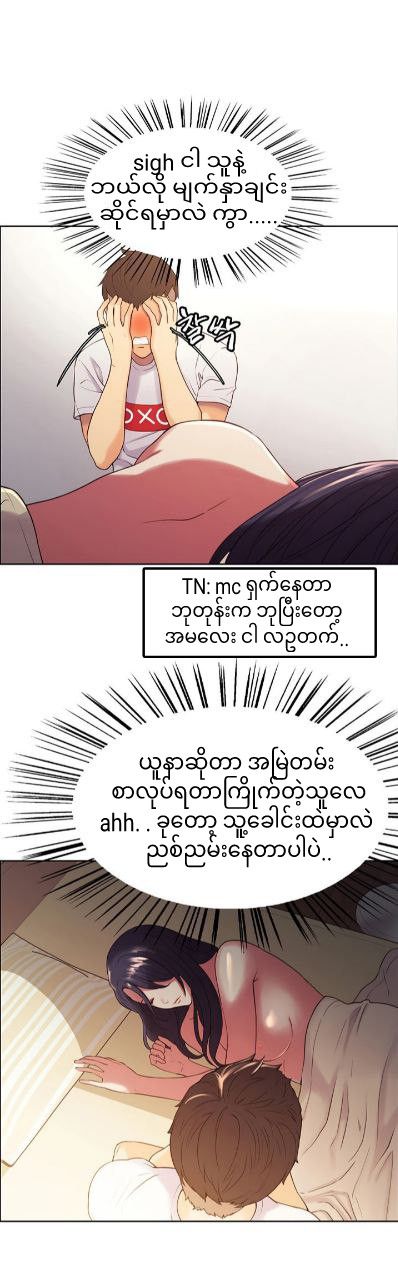 sigh ငါ သူနဲ့
ဘယ်လို မျက်နှာချင်း
ဆိုင်ရမှာလဲ ကွာ.....
OXO
TN: mc ရှက်နေတာ
ဘုတုန်းက ဘုပြီးတော့
အမလေး ငါ လဥတက်..
ယူနာဆိုတာ အမြဲတမ်း
စာလုပ်ရတာကြိုက်တဲ့သူလေ
ahh. . ခုတော့ သူ့ခေါင်းထဲမှာလဲ
ညစ်ညမ်းနေတာပါပဲ..